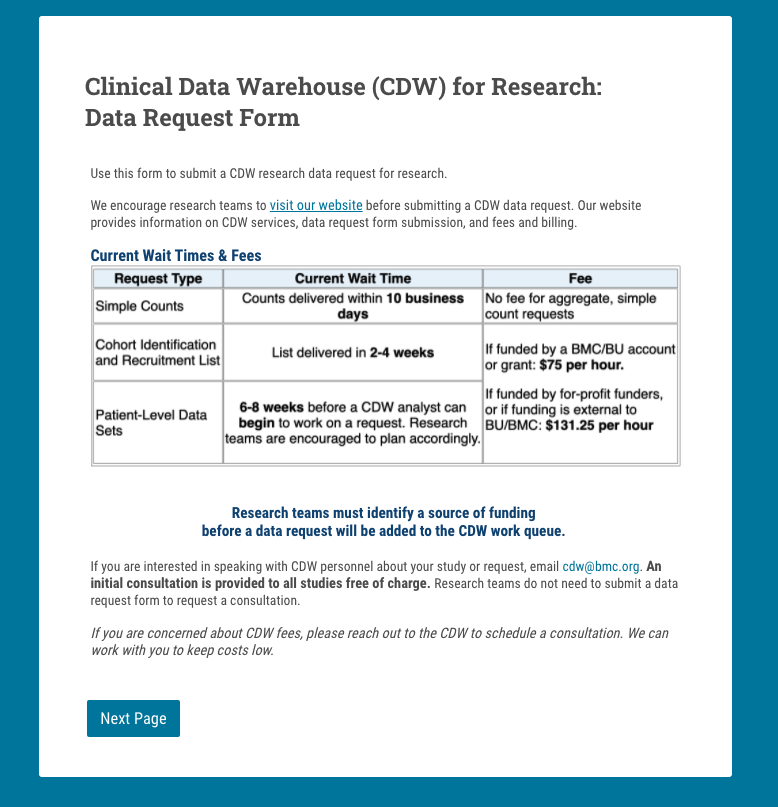 Clinical Data Warehouse (CDW) for Research:
Data Request Form
Use this form to submit a CDW research data request for research.
We encourage research teams to visit our website before submitting a CDW data request. Our website
provides information on CDW services, data request form submission, and fees and billing.
Current Wait Times & Fees
Request Type
Current Wait Time
Fee
Simple Counts
Counts delivered within 10 business
days
No fee for aggregate, simple
count requests
Cohort Identification
and Recruitment List
List delivered in 2-4 weeks
If funded by a BMC/BU account
or grant: $75 per hour.
If funded by for-profit funders,
or if funding is external to
BU/BMC: $131.25 per hour
Patient-Level Data
Sets
6-8 weeks before a CDW analyst can
begin to work on a request. Research
teams are encouraged to plan accordingly.
Research teams must identify a source of funding
before a data request will be added to the CDW work queue.
If you are interested in speaking with CDW personnel about your study or request, email cdw@bmc.org. An
initial consultation is provided to all studies free of charge. Research teams do not need to submit a data
request form to request a consultation.
If you are concerned about CDW fees, please reach out to the CDW to schedule a consultation. We can
work with you to keep costs low.
Next Page